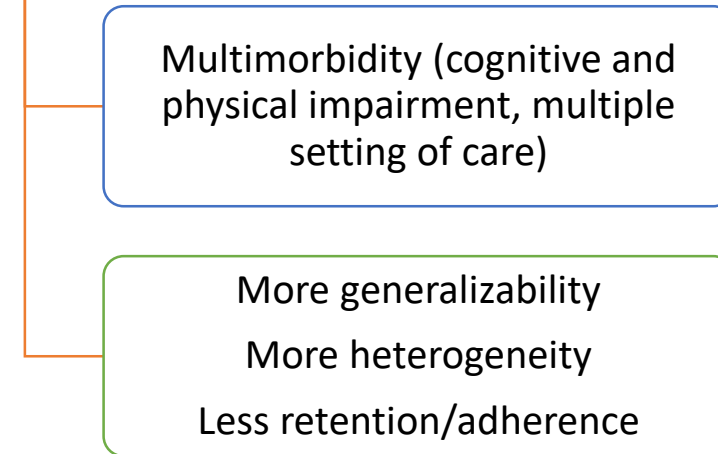 Multimorbidity (cognitive and
physical impairment, multiple
setting of care)
More generalizability
More heterogeneity
Less retention/adherence